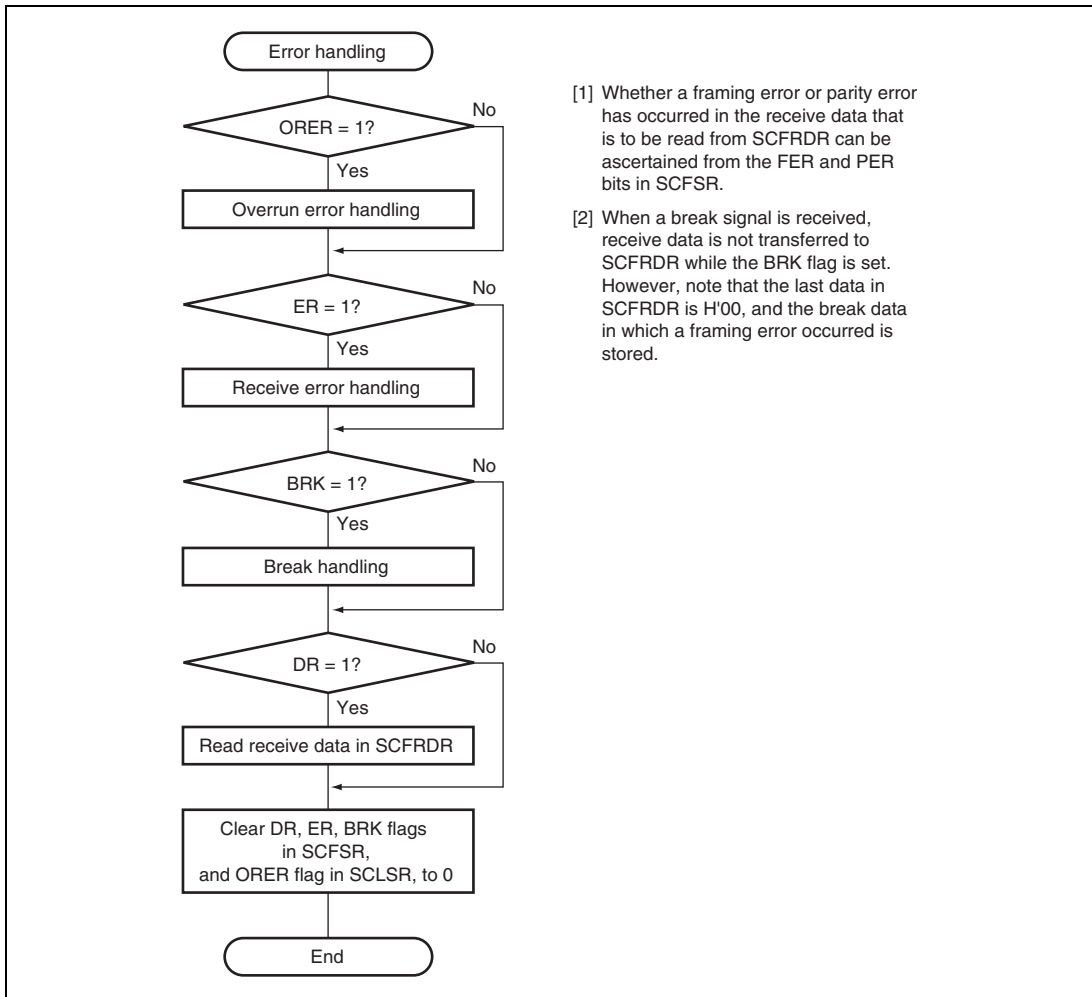 Error handling
ORER = 1?
No
Yes
Overrun error handling
ER = 1?
No
Yes
Receive error handling
BRK = 1?
No
Yes
Break handling
DR = 1?
No
Yes
Read receive data in SCFRDR
Clear DR, ER, BRK flags
in SCFSR,
and ORER flag in SCLSR, to 0
End
[1] Whether a framing error or parity error
has occurred in the receive data that
is to be read from SCFRDR can be
ascertained from the FER and PER
bits in SCFSR.
[2] When a break signal is received,
receive data is not transferred to
SCFRDR while the BRK flag is set.
However, note that the last data in
SCFRDR is H'00, and the break data
in which a framing error occurred is
stored.